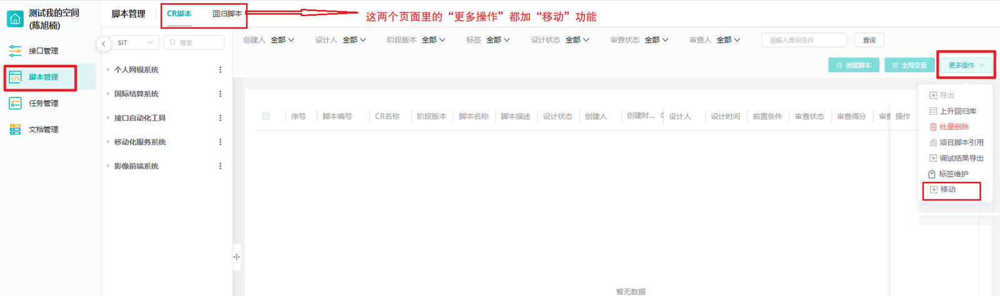 测试我的空间
(陈旭楠)
接口管理
脚本管理
任务管理
文档管理
脚本管理 CR脚本 回归脚本
这两个页面里的“更多操作”都加“移动”功能
SIT 搜索
个人网银系统
国际结算系统
接口自动化工具
移动化服务系统
影像前端系统
创建人 全部 设计人 全部 阶段版本 全部 标签 全部 设计状态 全部 审查状态 全部 审查人 全部 请输入查询条件 查询
创建脚本 全局变量 更多操作
导出
上升回归库
批量删除
项目脚本引用
调试结果导出
标签维护
移动
序号 脚本编号 CR名称 阶段版本 脚本名称 脚本描述 设计状态 创建人 创建时... 设计人 设计时间 前置条件 审查状态 审查得分 审查 操作
暂无数据